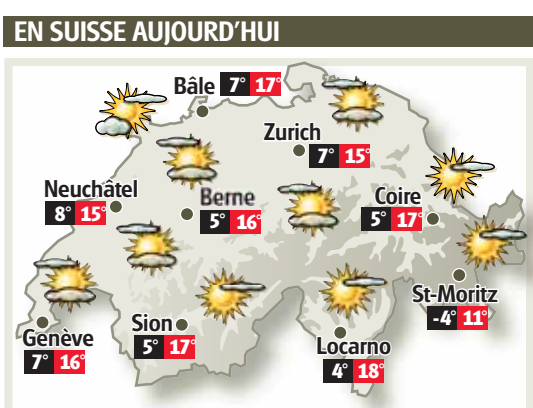 EN SUISSE AUJOURD'HUI
Bâle 7° 17°
Zurich
7° 15°
Neuchâtel
8° 15°
Berne
5° 16°
Coire
5° 17°
St-Moritz
-4° 11°
Genève
7° 16°
Sion
5° 17°
Locarno
4° 18°